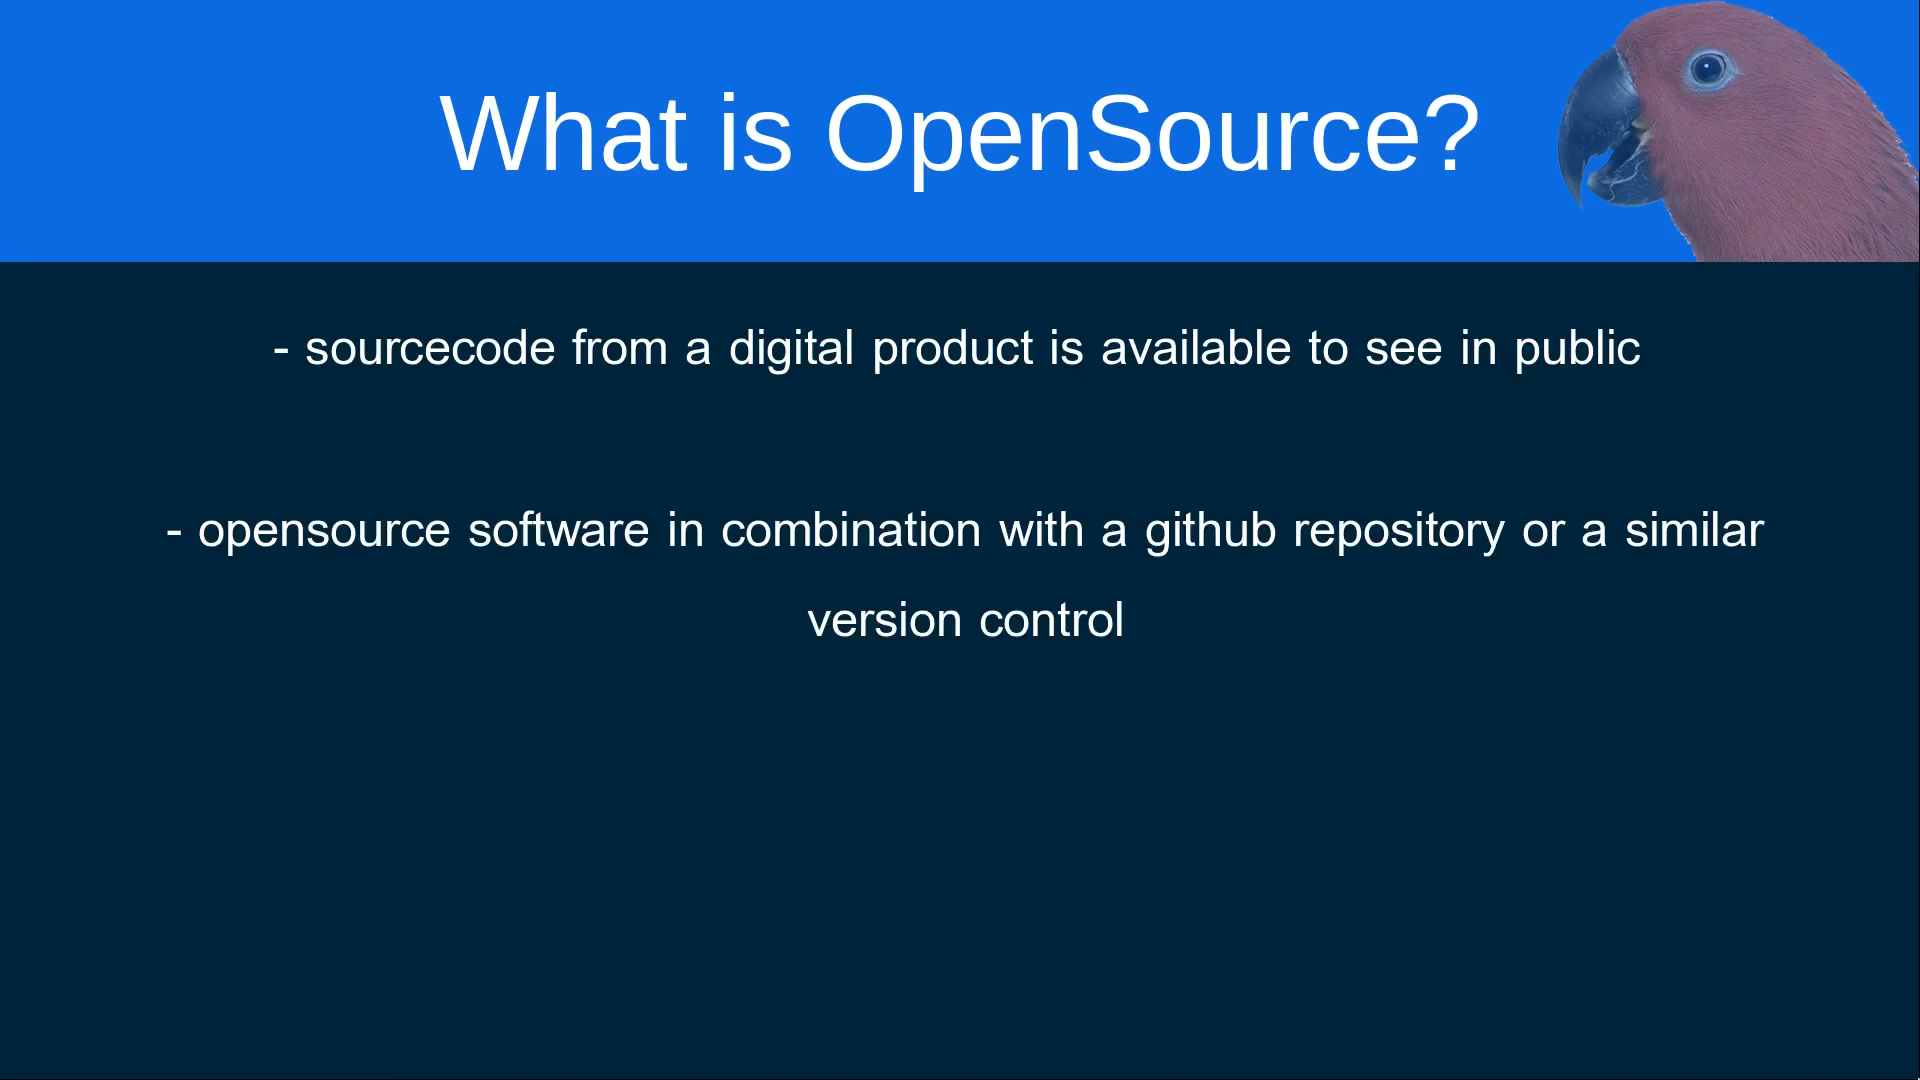 What is OpenSource?
- sourcecode from a digital product is available to see in public
- opensource software in combination with a github repository or a similar
version control